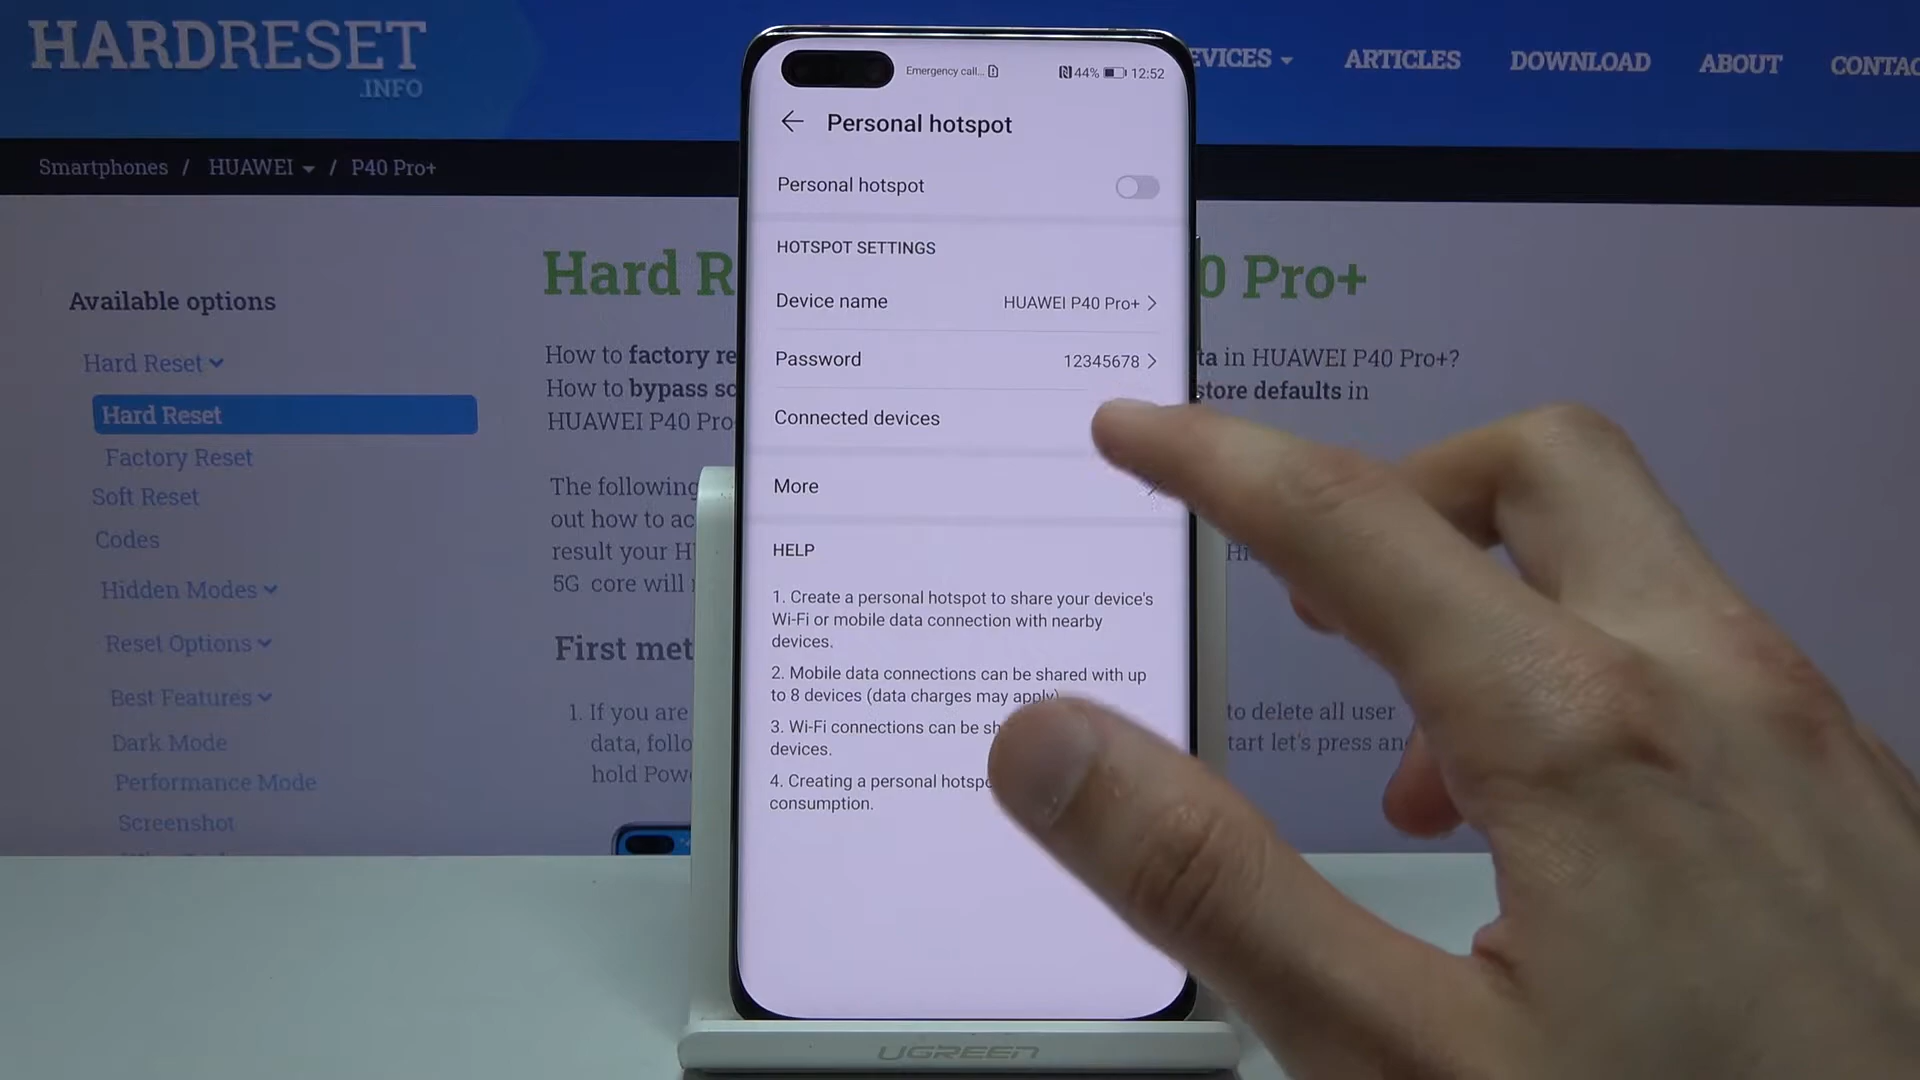 HARDRESET
.INFO
EVICES
ARTICLES
DOWNLOAD
ABOUT
CONTAC
Smartphones / HUAWEI / P40 Pro+
Available options
Hard Reset
Hard Reset
Factory Reset
Soft Reset
Codes
Hidden Modes
Reset Options
Best Features
Dark Mode
Performance Mode
Screenshot
Hard R
0 Pro+
How to factory re
ta in HUAWEI P40 Pro+?
How to bypass sc
store defaults in
HUAWEI P40 Pro
The following
out how to ac
result your H
Hi
5G core will
First met
1. If you are
to delete all user
data, follo
tart let's press an
hold Powe
Emergency call...
44% 12:52
Personal hotspot
Personal hotspot
HOTSPOT SETTINGS
Device name HUAWEI P40 Pro+
Password 12345678
Connected devices
More
HELP
1. Create a personal hotspot to share your device's
Wi-Fi or mobile data connection with nearby
devices.
2. Mobile data connections can be shared with up
to 8 devices (data charges may apply)
3. Wi-Fi connections can be sh
devices.
4. Creating a personal hotspo
consumption.
UGREEN